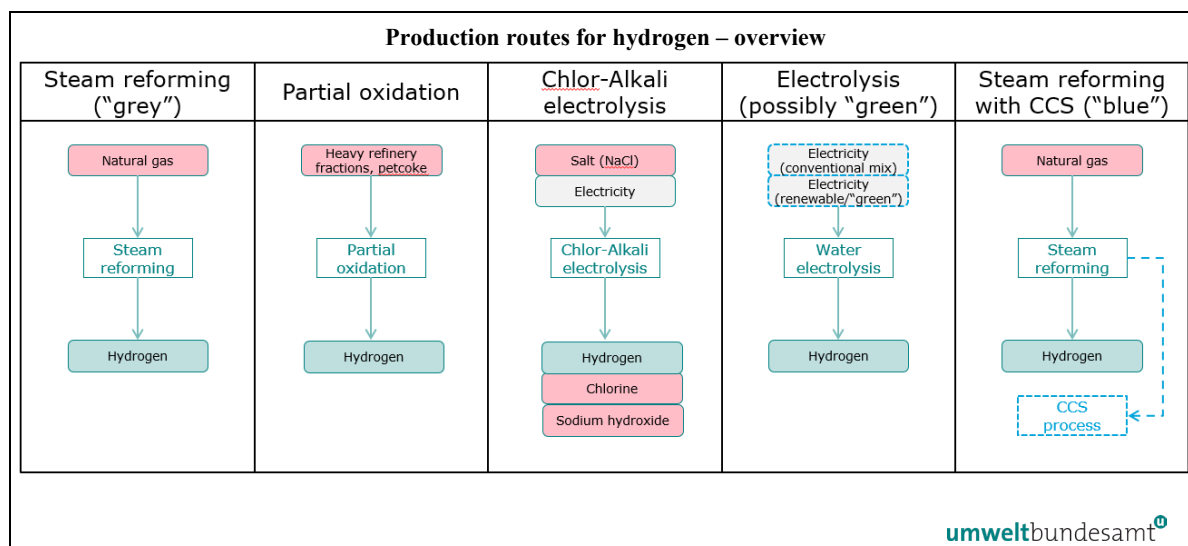 Production routes for hydrogen – overview
Steam reforming
(“grey”)
Natural gas
Steam
reforming
Hydrogen
Partial oxidation
Heavy refinery
fractions, petcoke
Partial
oxidation
Hydrogen
Chlor-Alkali
electrolysis
Salt (NaCl)
Electricity
Chlor-Alkali
electrolysis
Hydrogen
Chlorine
Sodium hydroxide
Electrolysis
(possibly “green”)
Electricity
(conventional mix)
Electricity
(renewable/“green”)
Water
electrolysis
Hydrogen
Steam reforming
with CCS (“blue”)
Natural gas
Steam
reforming
Hydrogen
CCS
process
umweltbundesamt u